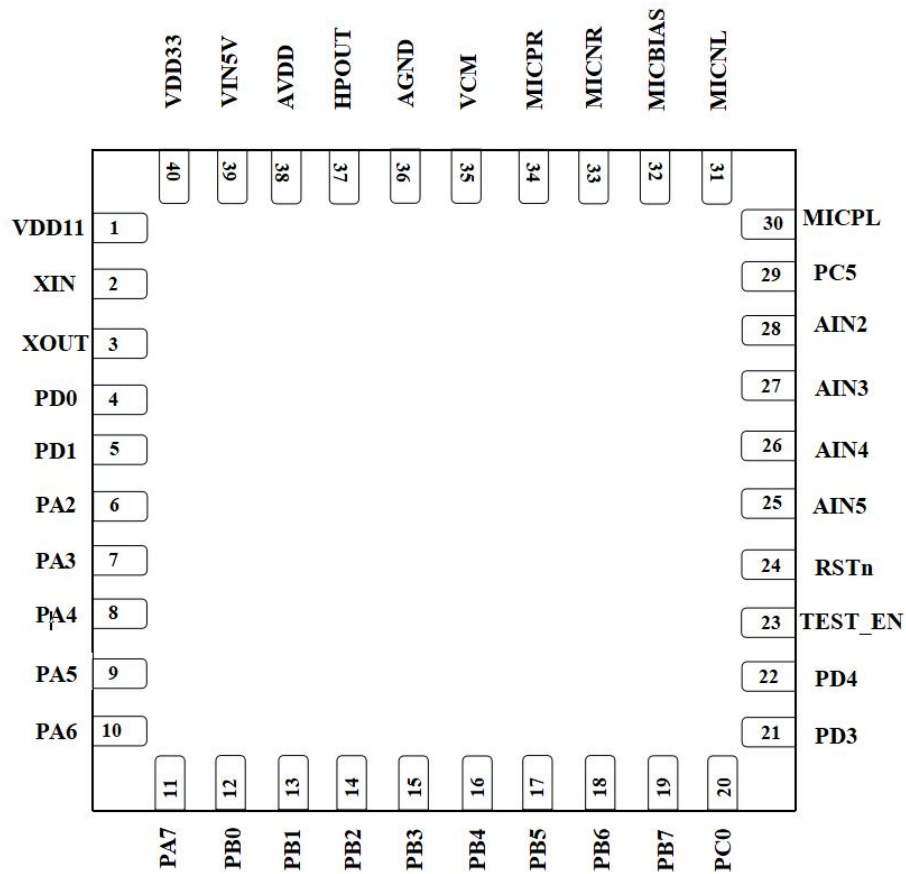 VDD33
VIN5V
AVDD
HPOUT
AGND
VCM
MICPR
MICNR
MICBIAS
MICNL
40
39
38
37
36
35
34
33
32
31
VDD11 1
XIN 2
XOUT 3
PD0 4
PD1 5
PA2 6
PA3 7
PA4 8
PA5 9
PA6 10
30 MICPL
29 PC5
28 AIN2
27 AIN3
26 AIN4
25 AIN5
24 RSTn
23 TEST_EN
22 PD4
21 PD3
11
12
13
14
15
16
17
18
19
20
PA7
PB0
PB1
PB2
PB3
PB4
PB5
PB6
PB7
PC0